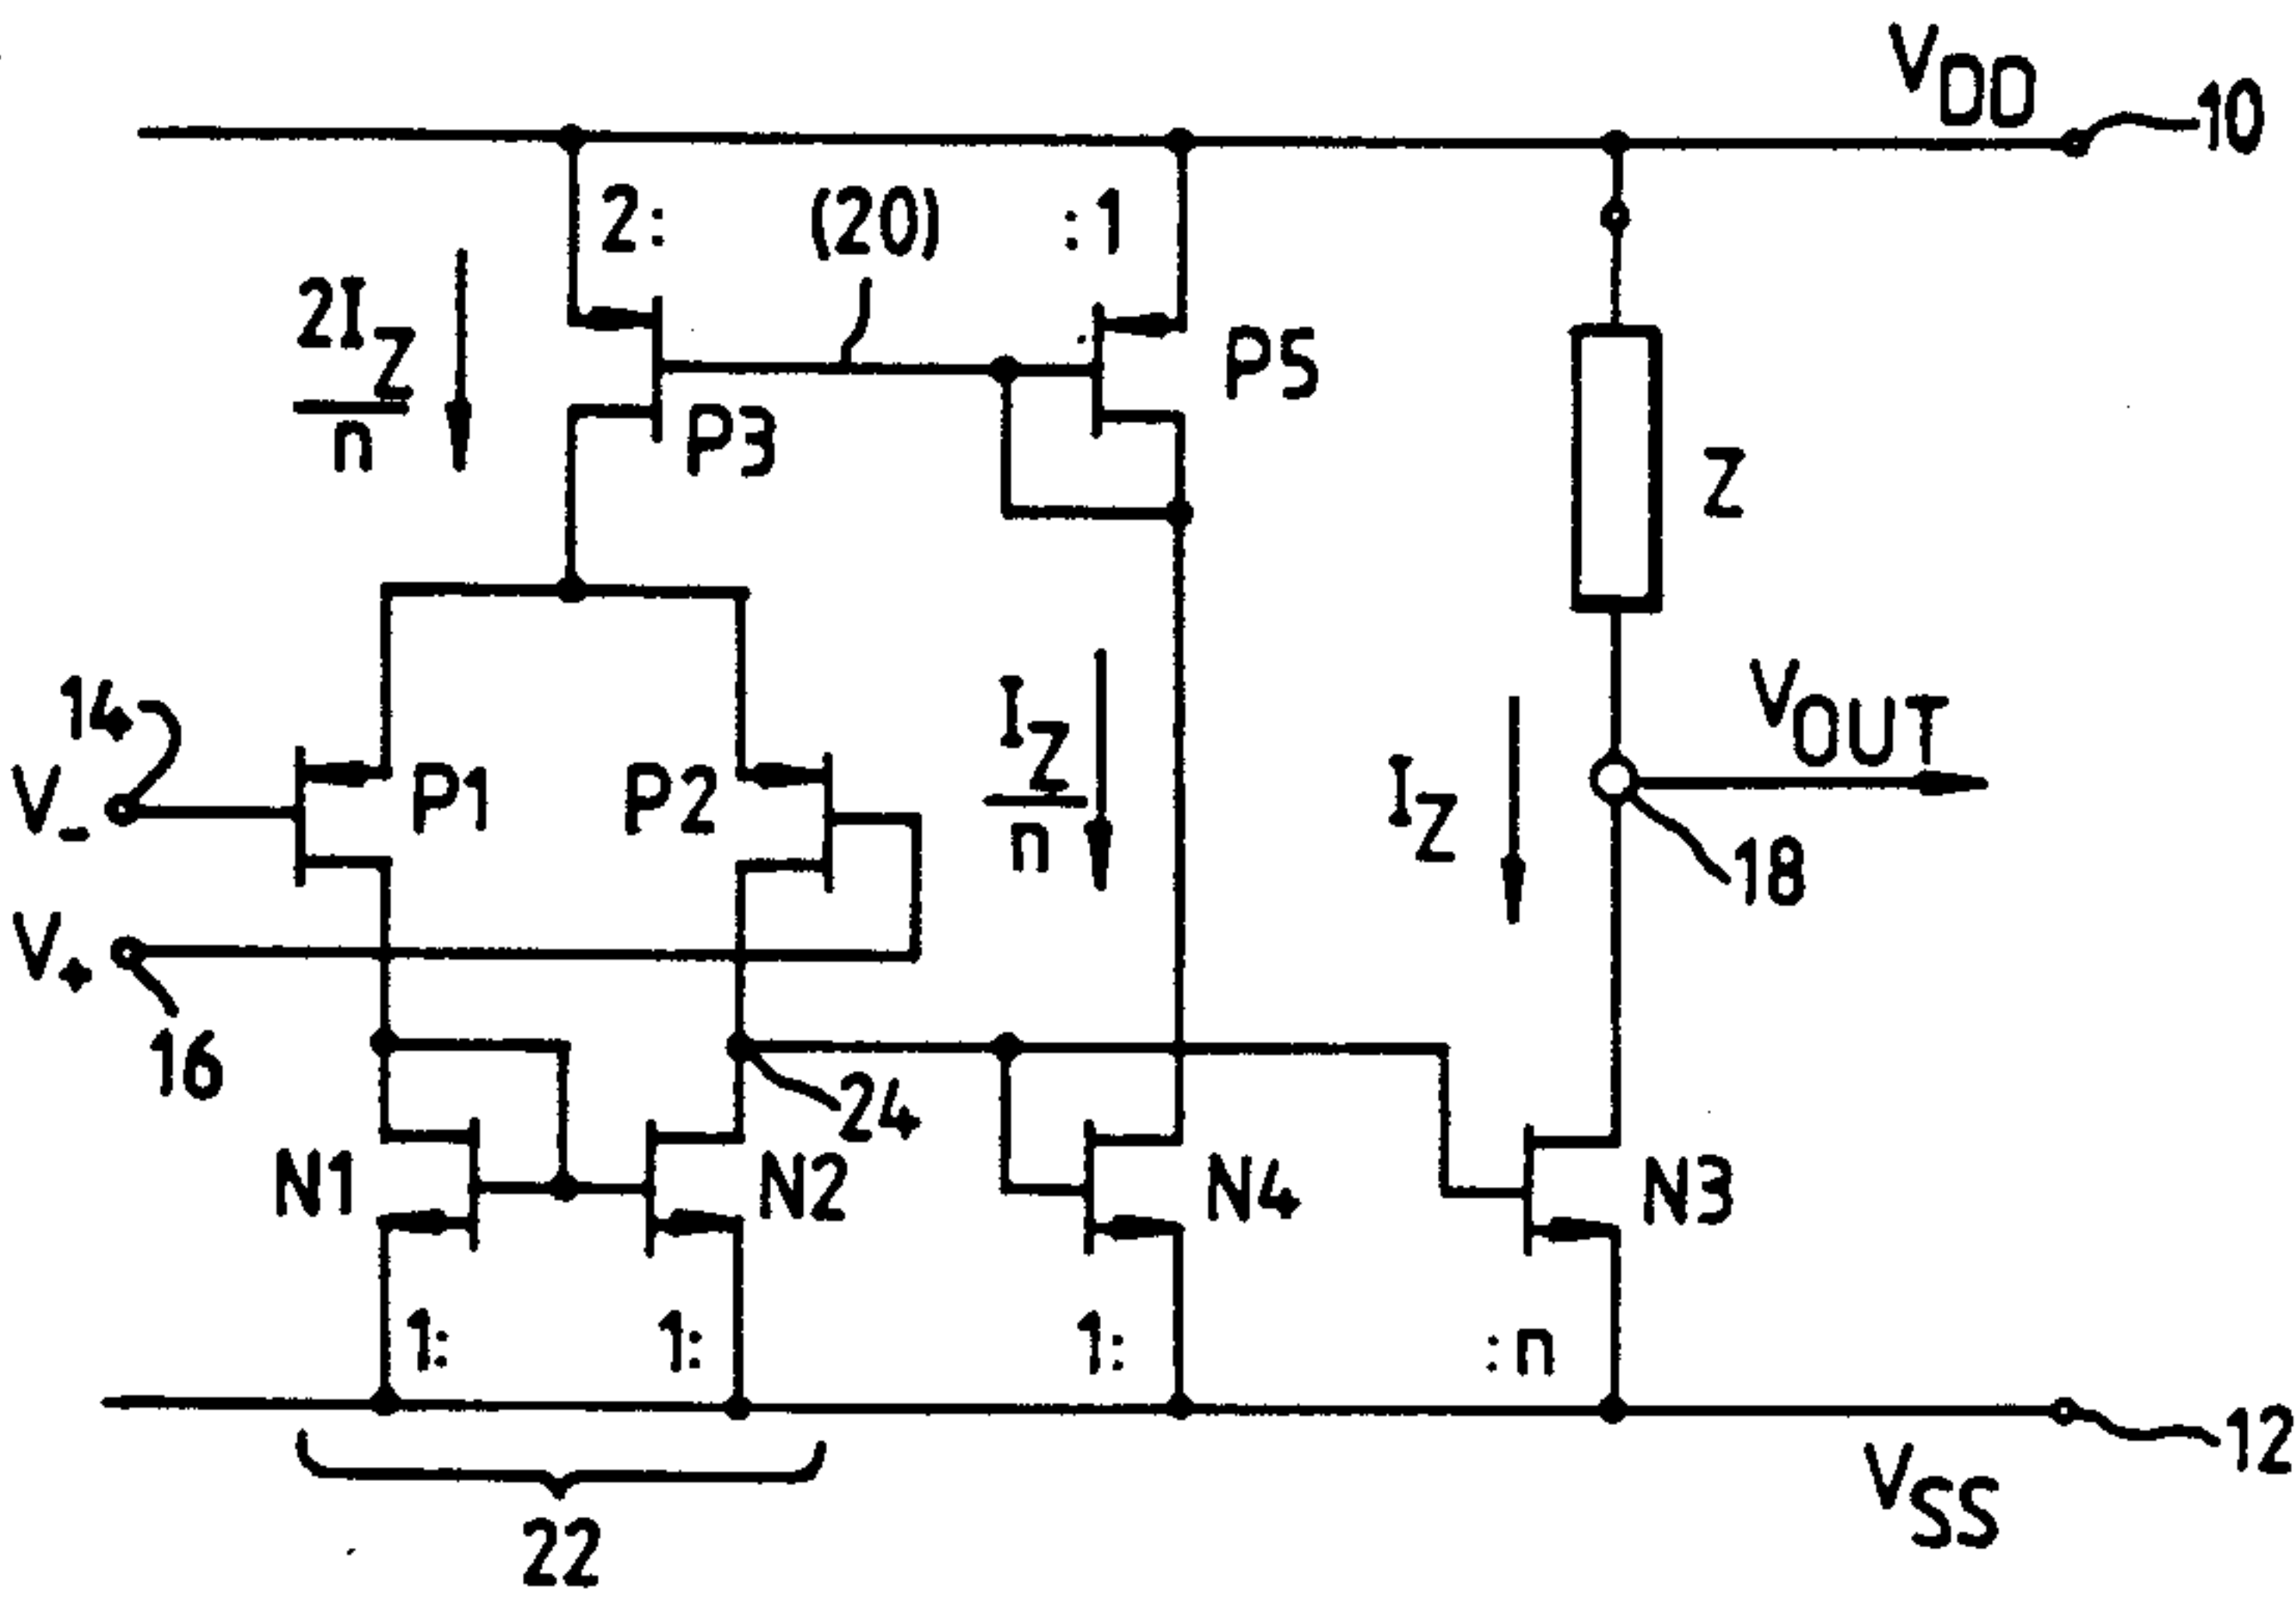 VDD
10
2:
(20)
:1
2IZ
n
P3
P5
Z
14
V-
P1
P2
IZ
n
IZ
VOUT
18
V+
16
24
N1
N2
N4
N3
1:
1:
1:
:n
12
VSS
22